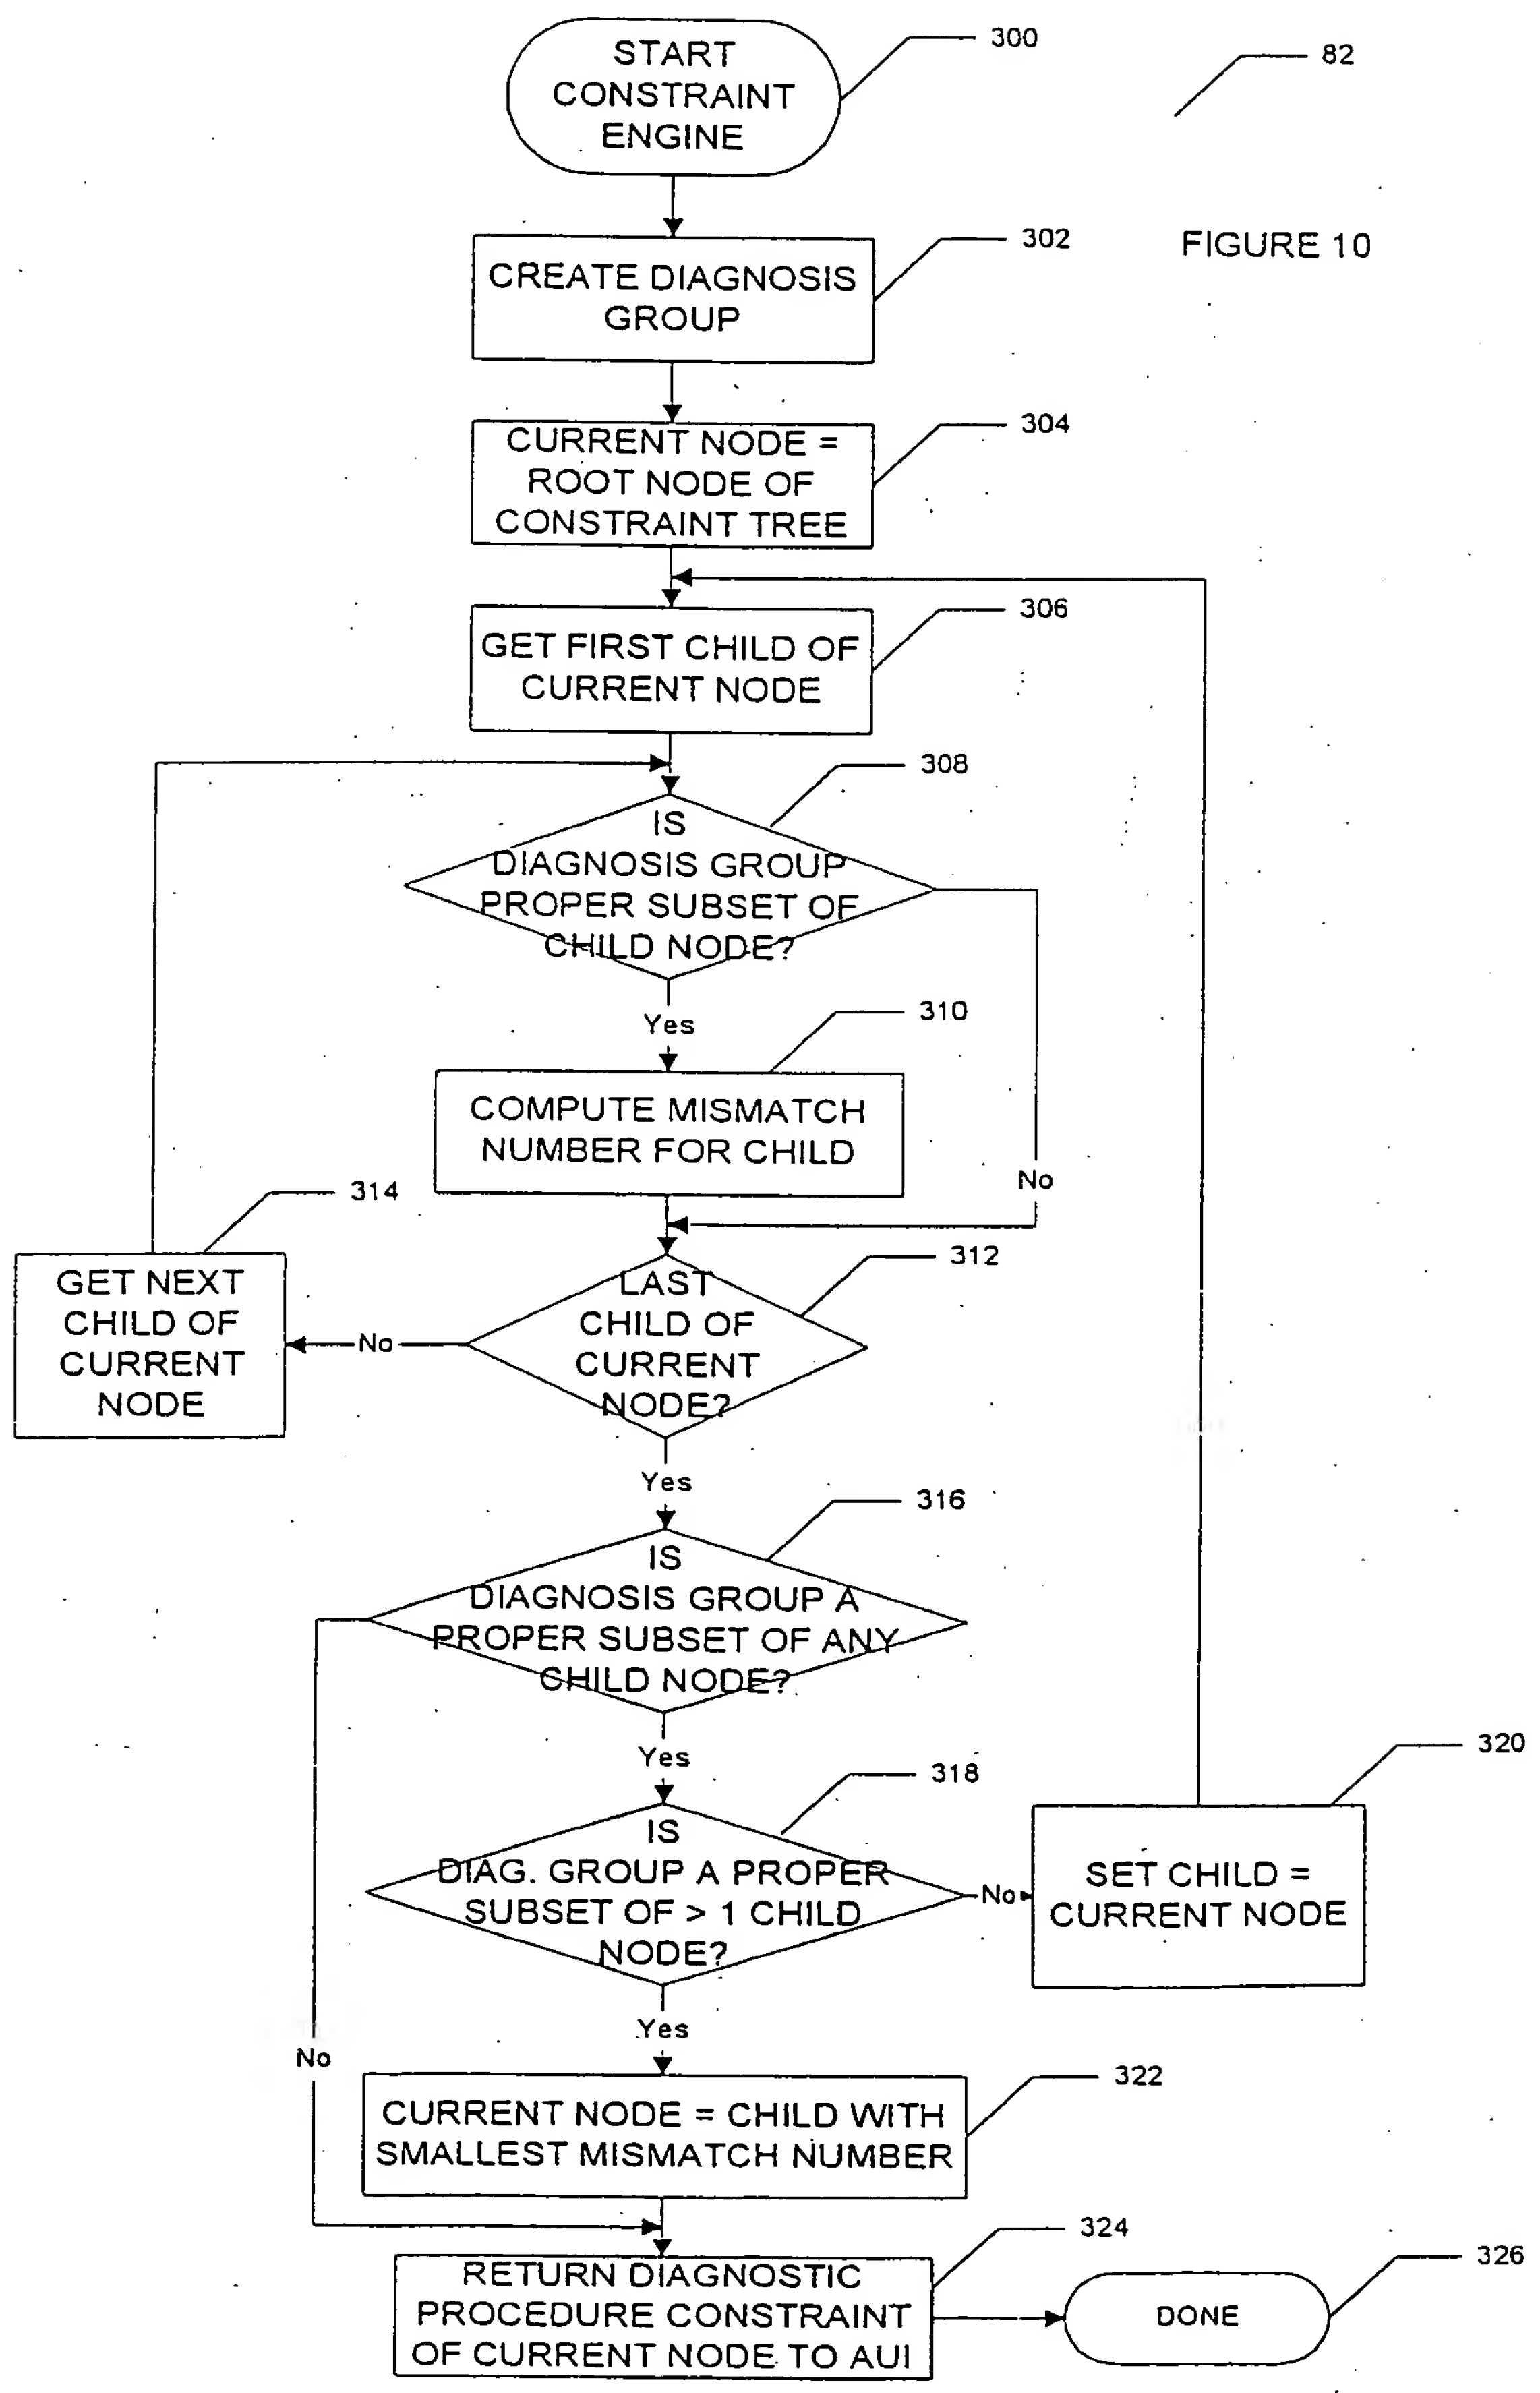 START
CONSTRAINT
ENGINE
300
82
FIGURE 10
CREATE DIAGNOSIS
GROUP
302
CURRENT NODE =
ROOT NODE OF
CONSTRAINT TREE
304
GET FIRST CHILD OF
CURRENT NODE
306
IS
DIAGNOSIS GROUP
PROPER SUBSET OF
CHILD NODE?
308
Yes
No
COMPUTE MISMATCH
NUMBER FOR CHILD
310
LAST
CHILD OF
CURRENT
NODE?
312
No
GET NEXT
CHILD OF
CURRENT
NODE
314
Yes
IS
DIAGNOSIS GROUP A
PROPER SUBSET OF ANY
CHILD NODE?
316
Yes
No
IS
DIAG. GROUP A PROPER
SUBSET OF > 1 CHILD
NODE?
318
No
SET CHILD =
CURRENT NODE
320
Yes
CURRENT NODE = CHILD WITH
SMALLEST MISMATCH NUMBER
322
RETURN DIAGNOSTIC
PROCEDURE CONSTRAINT
OF CURRENT NODE TO AUI
324
DONE
326